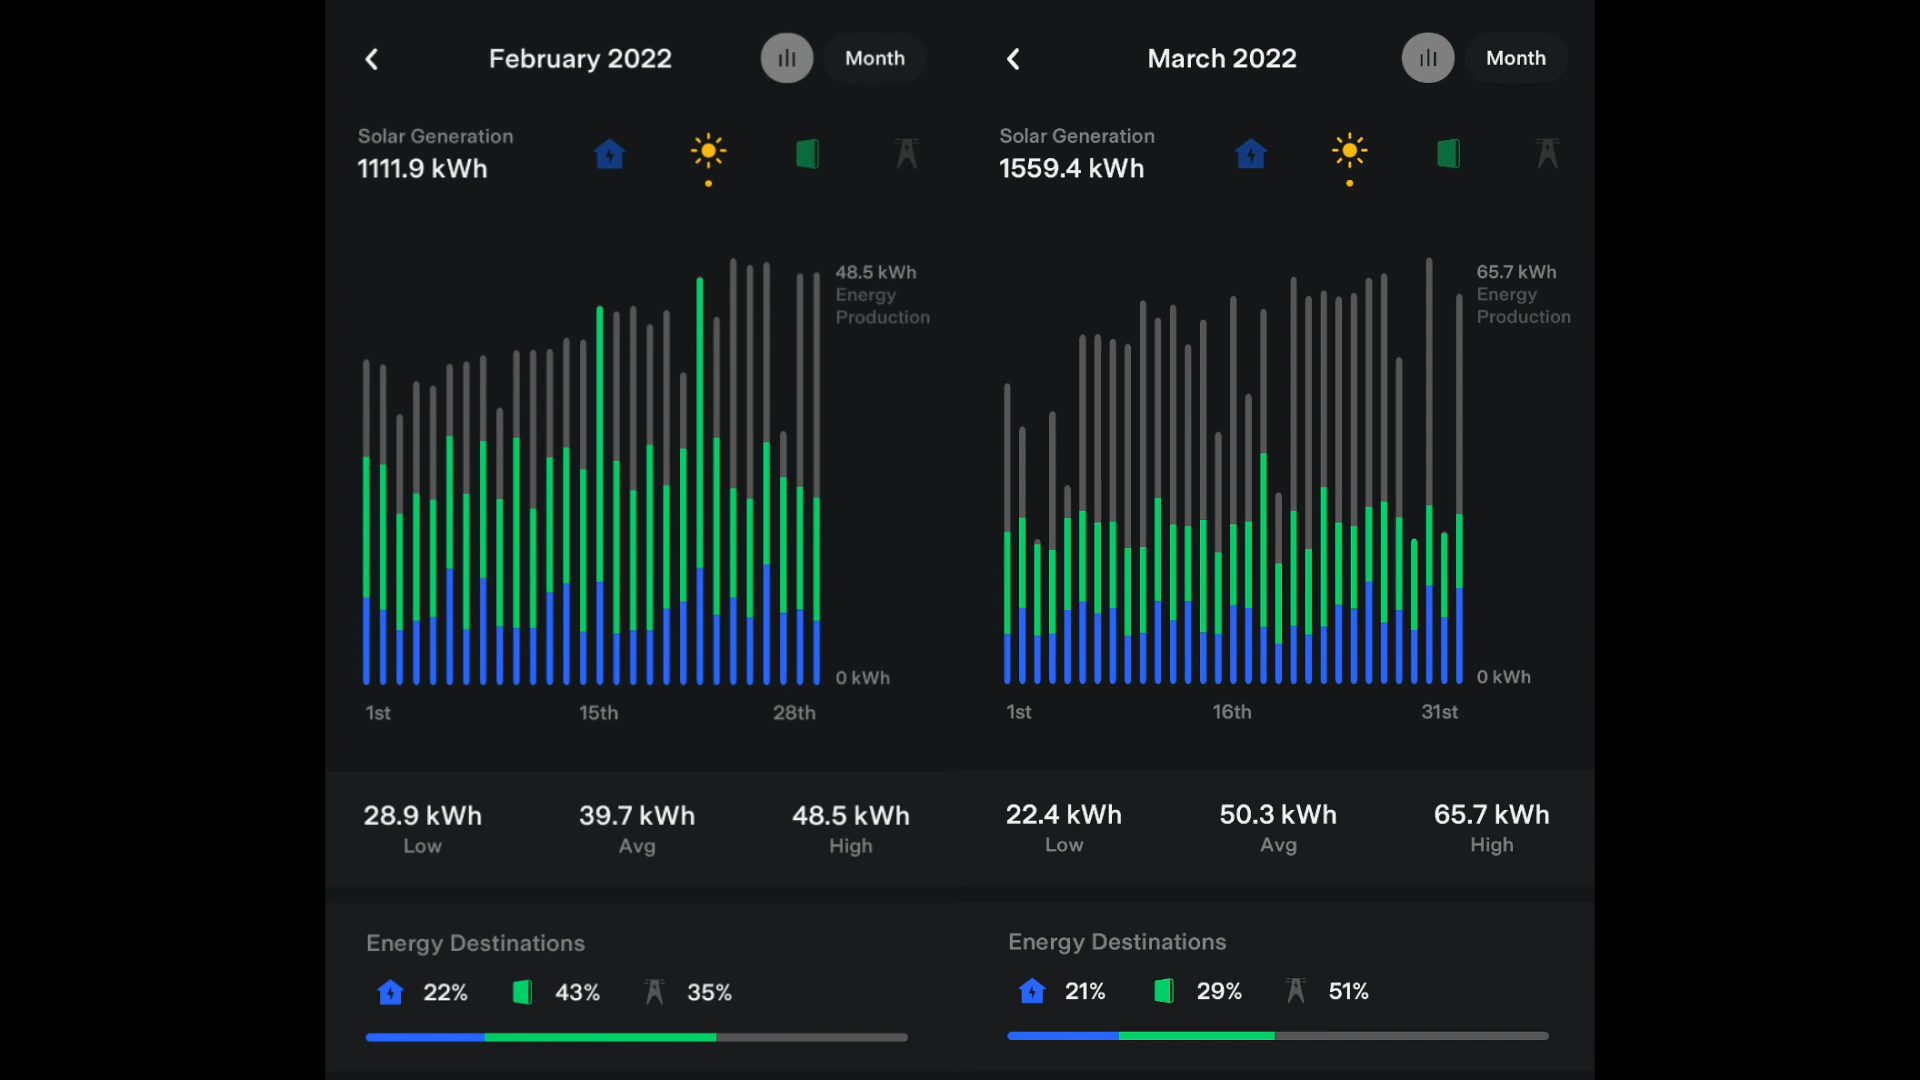 February 2022
Month
Solar Generation
1111.9 kWh
48.5 kWh
Energy
Production
0 kWh
1st
15th
28th
28.9 kWh
39.7 kWh
48.5 kWh
Low
Avg
High
Energy Destinations
22%
43%
35%
March 2022
Month
Solar Generation
1559.4 kWh
65.7 kWh
Energy
Production
0 kWh
1st
16th
31st
22.4 kWh
50.3 kWh
65.7 kWh
Low
Avg
High
Energy Destinations
21%
29%
51%